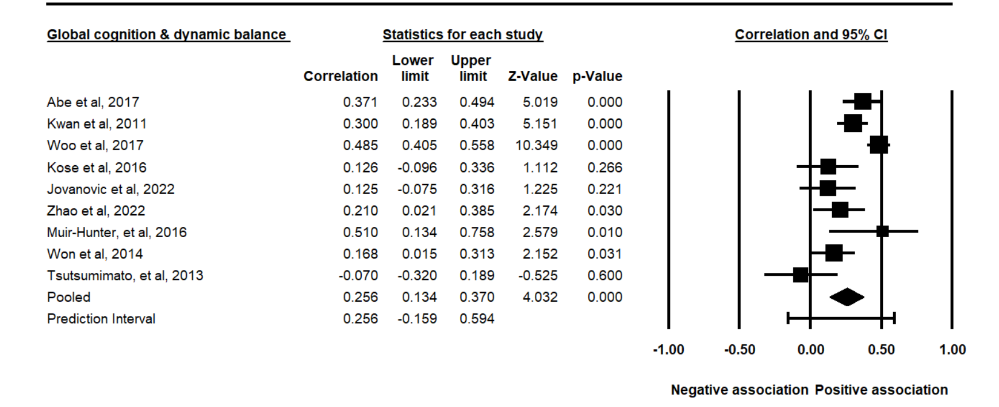 Global cognition & dynamic balance Statistics for each study Correlation and 95% CI
Lower Upper
Correlation limit limit Z-Value p-Value
Abe et al, 2017 0.371 0.233 0.494 5.019 0.000
Kwan et al, 2011 0.300 0.189 0.403 5.151 0.000
Woo et al, 2017 0.485 0.405 0.558 10.349 0.000
Kose et al, 2016 0.126 -0.096 0.336 1.112 0.266
Jovanovic et al, 2022 0.125 -0.075 0.316 1.225 0.221
Zhao et al, 2022 0.210 0.021 0.385 2.174 0.030
Muir-Hunter, et al, 2016 0.510 0.134 0.758 2.579 0.010
Won et al, 2014 0.168 0.015 0.313 2.152 0.031
Tsutsumimato, et al, 2013 -0.070 -0.320 0.189 -0.525 0.600
Pooled 0.256 0.134 0.370 4.032 0.000
Prediction Interval 0.256 -0.159 0.594
-1.00 -0.50 0.00 0.50 1.00
Negative association Positive association